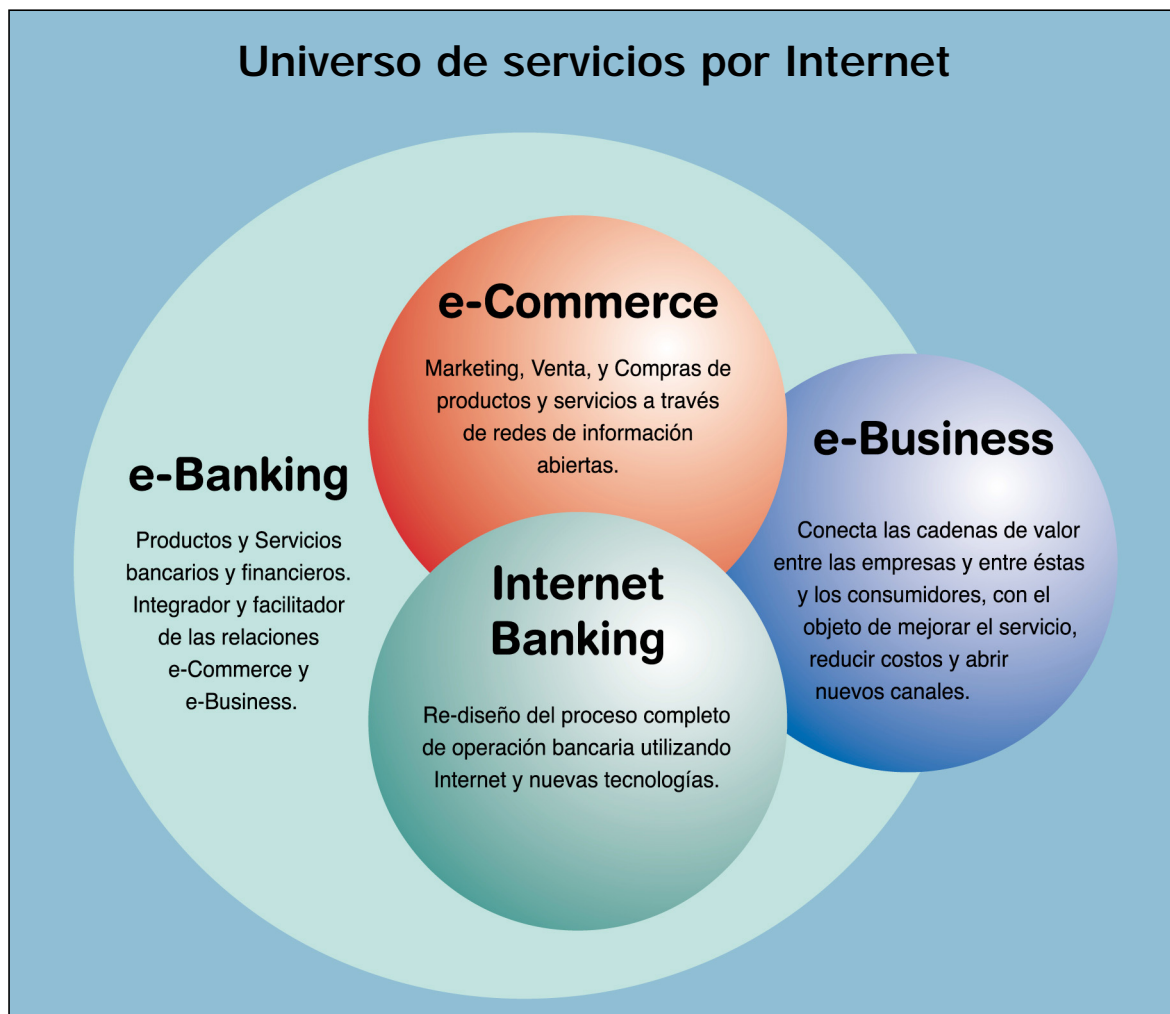 Universo de servicios por Internet
e-Commerce
Marketing, Venta, y Compras de
productos y servicios a través
de redes de información
abiertas.
e-Business
Conecta las cadenas de valor
entre las empresas y entre éstas
y los consumidores, con el
objeto de mejorar el servicio,
reducir costos y abrir
nuevos canales.
e-Banking
Productos y Servicios
bancarios y financieros.
Integrador y facilitador
de las relaciones
e-Commerce y
e-Business.
Internet
Banking
Re-diseño del proceso completo
de operación bancaria utilizando
Internet y nuevas tecnologías.